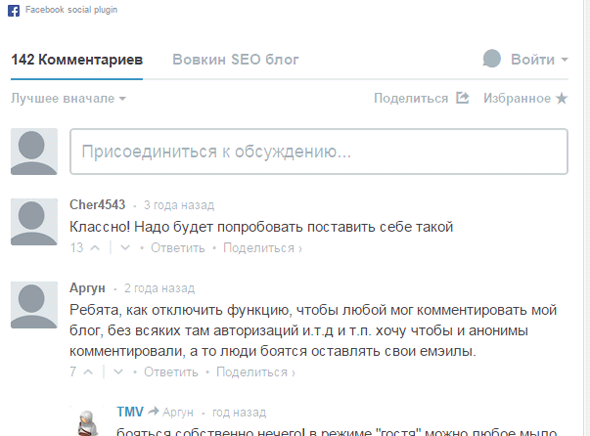 Facebook social plugin
142 Комментариев Вовкин SEO блог Войти
Лучшее вначале Поделиться Избранное
Присоединиться к обсуждению...
Cher4543 • 3 года назад
Классно! Надо будет попробовать поставить себе такой
13 | • Ответить • Поделиться ›
Аргун • 2 года назад
Ребята, как отключить функцию, чтобы любой мог комментировать мой
блог, без всяких там авторизаций и.т.д и т.п. хочу чтобы и анонимы
комментировали, а то люди боятся оставлять свои емэилы.
7 | • Ответить • Поделиться ›
TMV Аргун • год назад
бояться собственно нечего! в режиме "гостя" можно любое мыло